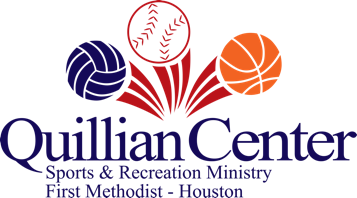 Quillian Center
Sports & Recreation Ministry
First Methodist - Houston